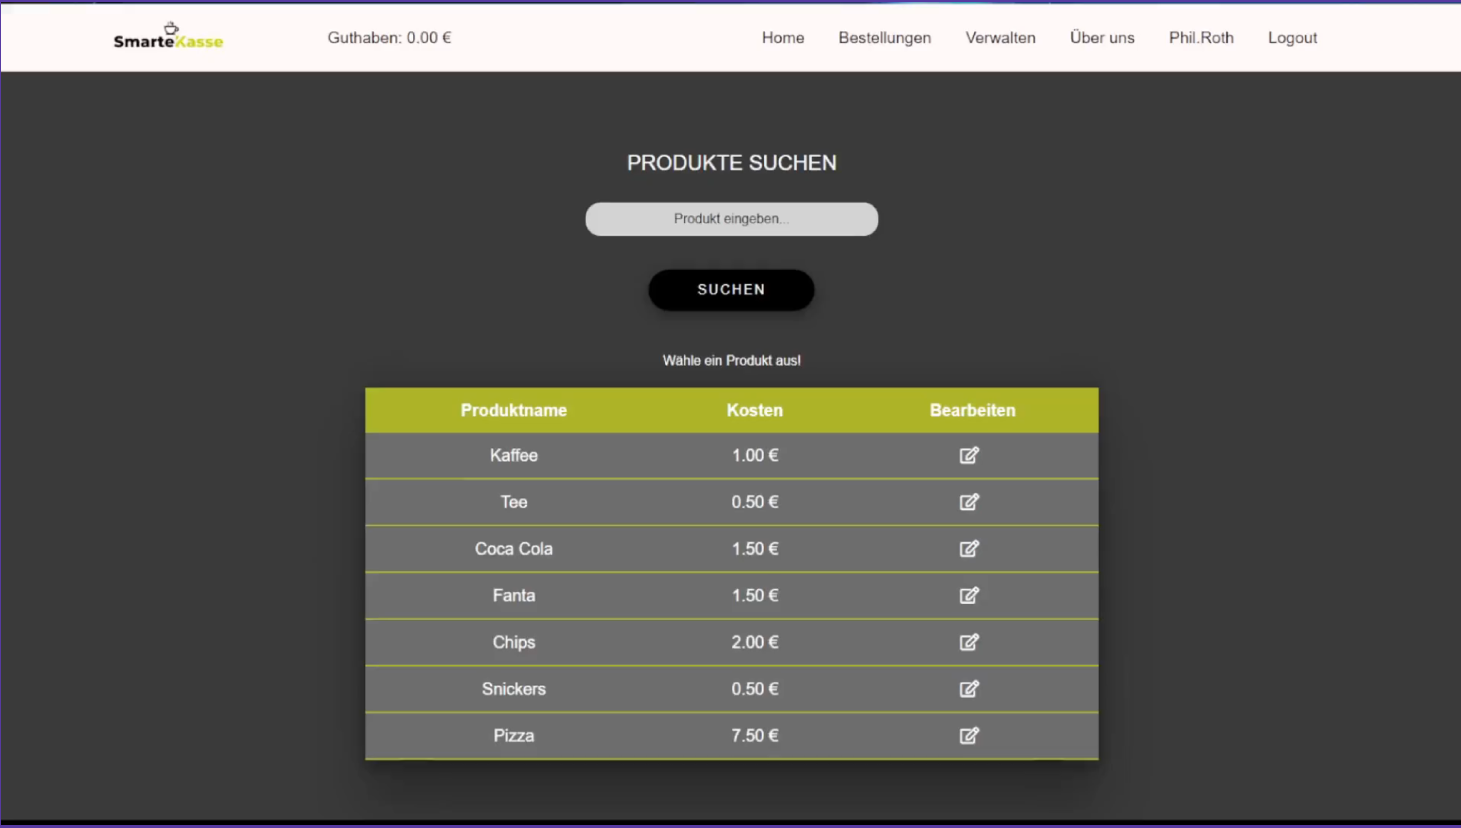 SmarteKasse Guthaben: 0.00 € Home Bestellungen Verwalten Über uns Phil.Roth Logout
PRODUKTE SUCHEN
Produkt eingeben...
SUCHEN
Wähle ein Produkt aus!
Produktname Kosten Bearbeiten
Kaffee 1.00 €
Tee 0.50 €
Coca Cola 1.50 €
Fanta 1.50 €
Chips 2.00 €
Snickers 0.50 €
Pizza 7.50 €